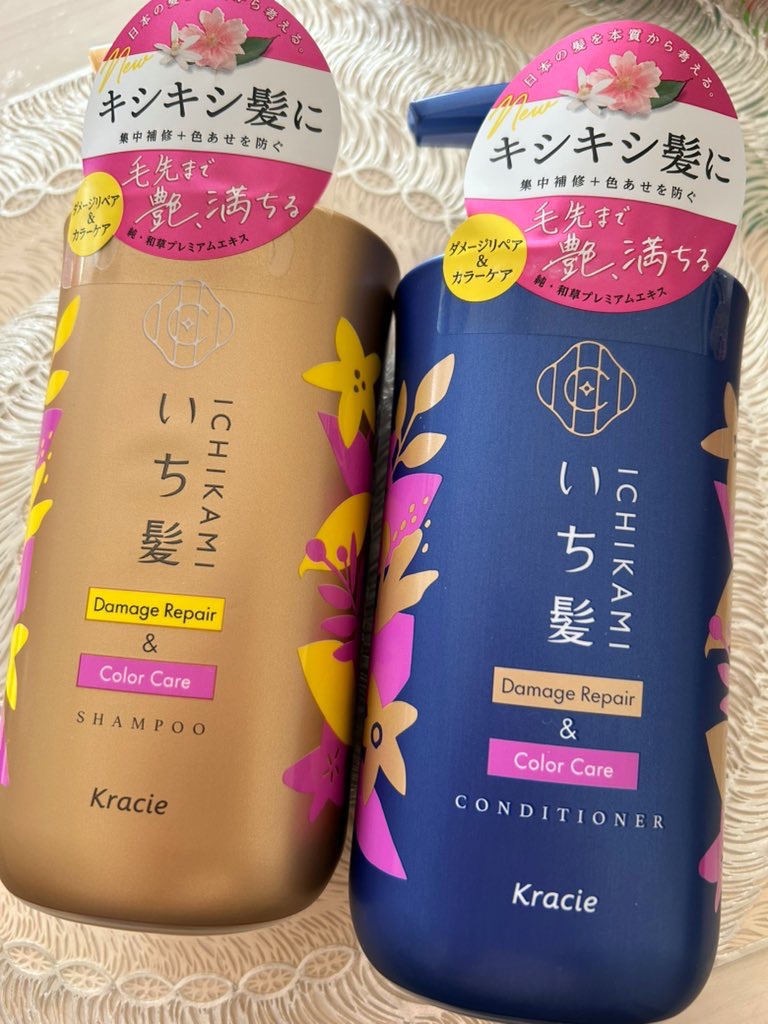 日本の髪を本質から考える。
New
キシキシ髪に
集中補修+色あせを防ぐ
毛先まで
艶、満ちる
ダメージリペア
&
カラーケア
純・和草プレミアムエキス
ICHIKAMI
いち髪
Damage Repair
&
Color Care
SHAMPOO
Kracie
日本の髪を本質から考える。
New
キシキシ髪に
集中補修+色あせを防ぐ
毛先まで
艶、満ちる
ダメージリペア
&
カラーケア
純・和草プレミアムエキス
ICHIKAMI
いち髪
Damage Repair
&
Color Care
CONDITIONER
Kracie